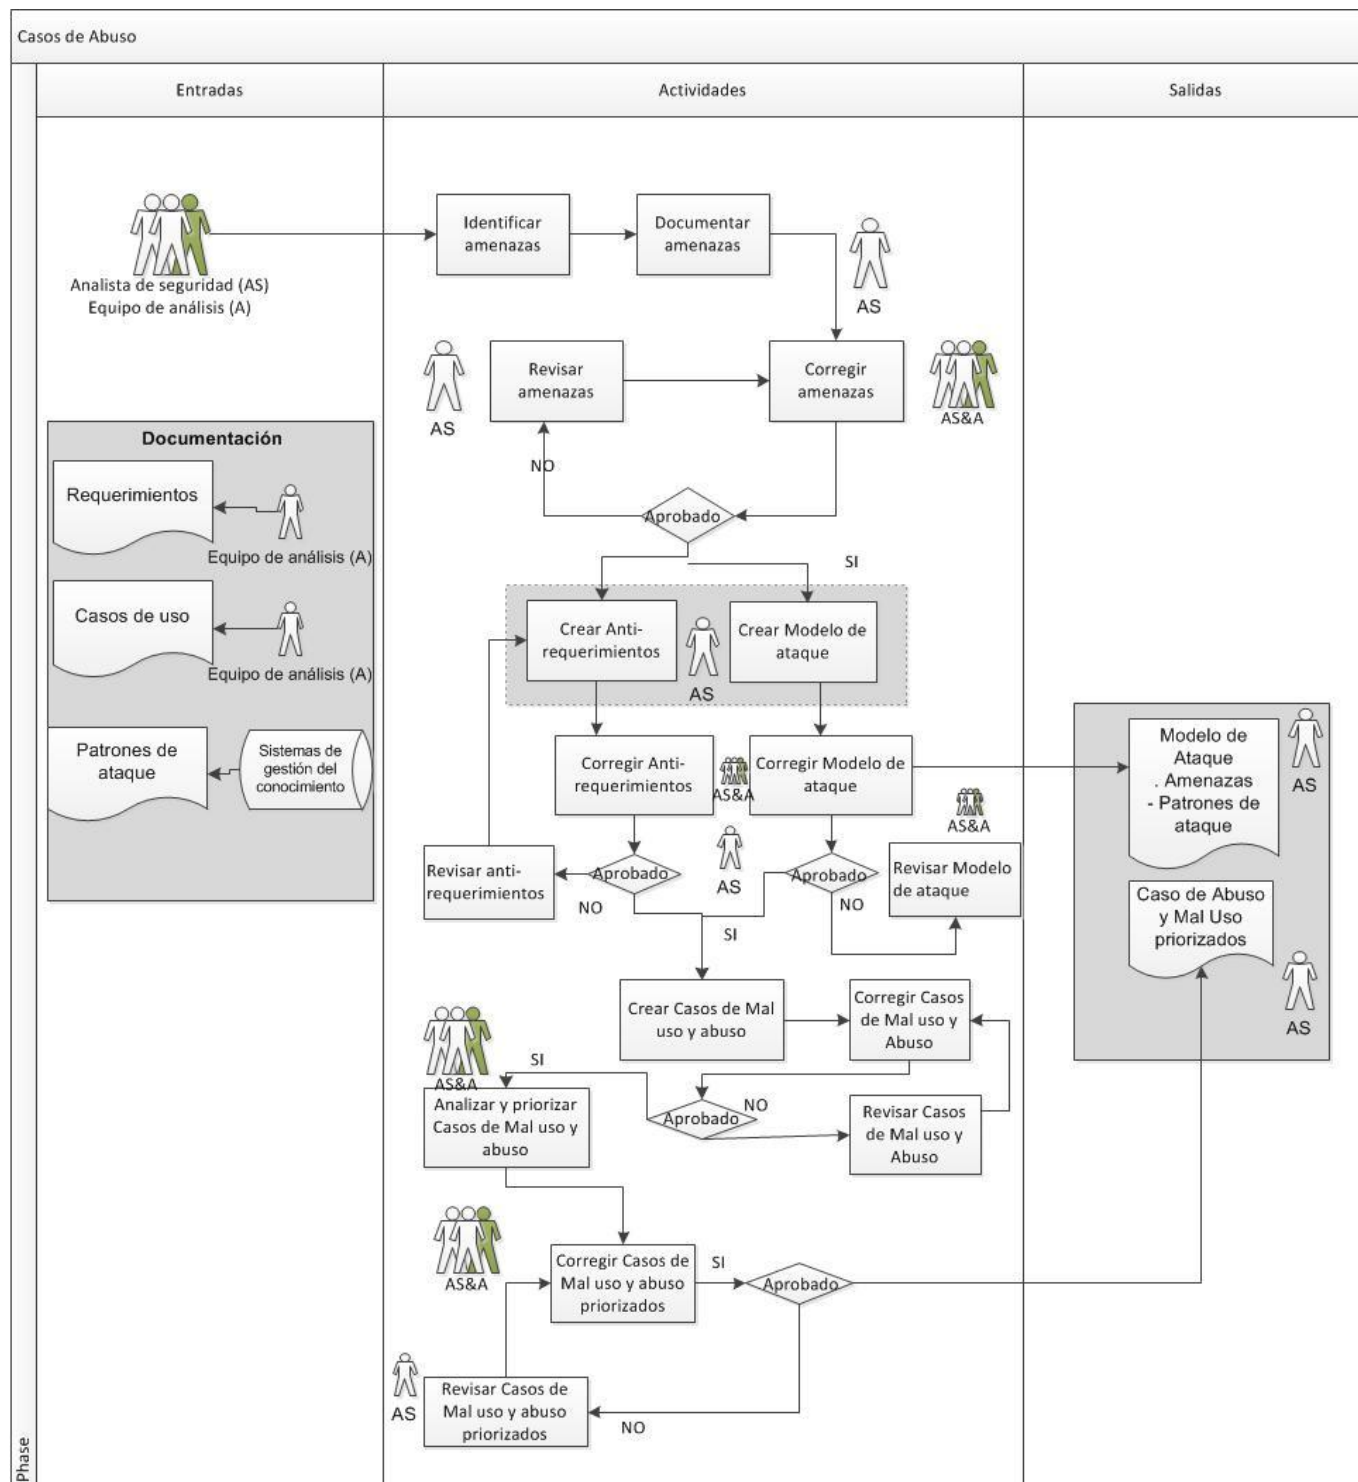 Casos de Abuso
Entradas
Actividades
Salidas
Phase
Analista de seguridad (AS)
Equipo de análisis (A)
Identificar
amenazas
Documentar
amenazas
AS
Revisar
amenazas
AS
Corregir
amenazas
AS&A
NO
Aprobado
SI
Documentación
Requerimientos
Equipo de análisis (A)
Casos de uso
Equipo de análisis (A)
Patrones de
ataque
Sistemas de
gestión del
conocimiento
Crear Anti-
requerimientos
AS
Crear Modelo de
ataque
Corregir Anti-
requerimientos
AS&A
Corregir Modelo de
ataque
AS&A
Revisar anti-
requerimientos
Aprobado
NO
AS
Aprobado
NO
Revisar Modelo
de ataque
SI
Modelo de
Ataque
. Amenazas
- Patrones de
ataque
AS
Caso de Abuso
y Mal Uso
priorizados
AS
Crear Casos de Mal
uso y abuso
Corregir Casos
de Mal uso y
Abuso
AS&A
SI
Analizar y priorizar
Casos de Mal uso y
abuso
Aprobado
NO
Revisar Casos
de Mal uso y
Abuso
AS&A
Corregir Casos de
Mal uso y abuso
priorizados
SI
Aprobado
AS
Revisar Casos de
Mal uso y abuso
priorizados
NO